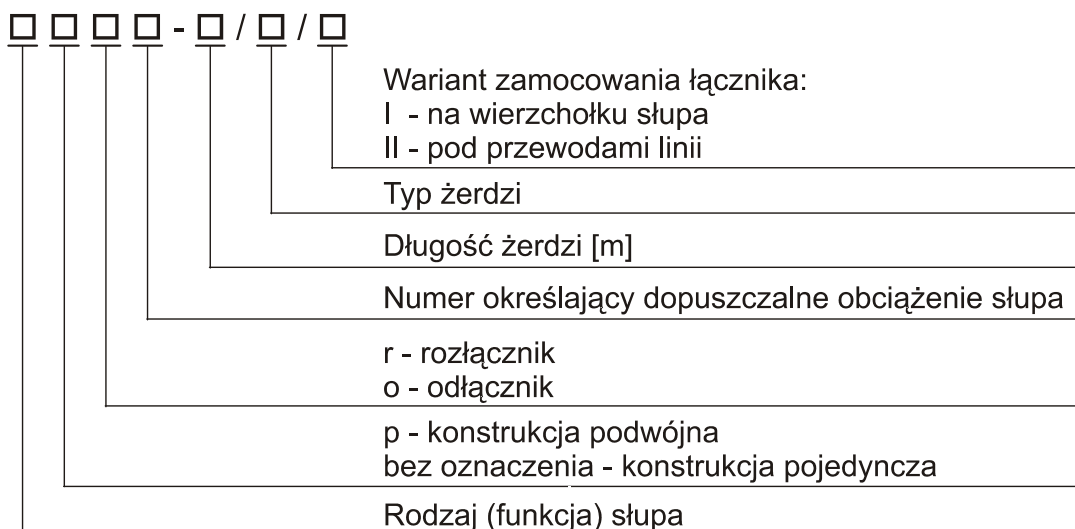 □ □ □ □ - □ / □ / □
Wariant zamocowania łącznika:
I - na wierzchołku słupa
II - pod przewodami linii
Typ żerdzi
Długość żerdzi [m]
Numer określający dopuszczalne obciążenie słupa
r - rozłącznik
o - odłącznik
p - konstrukcja podwójna
bez oznaczenia - konstrukcja pojedyncza
Rodzaj (funkcja) słupa